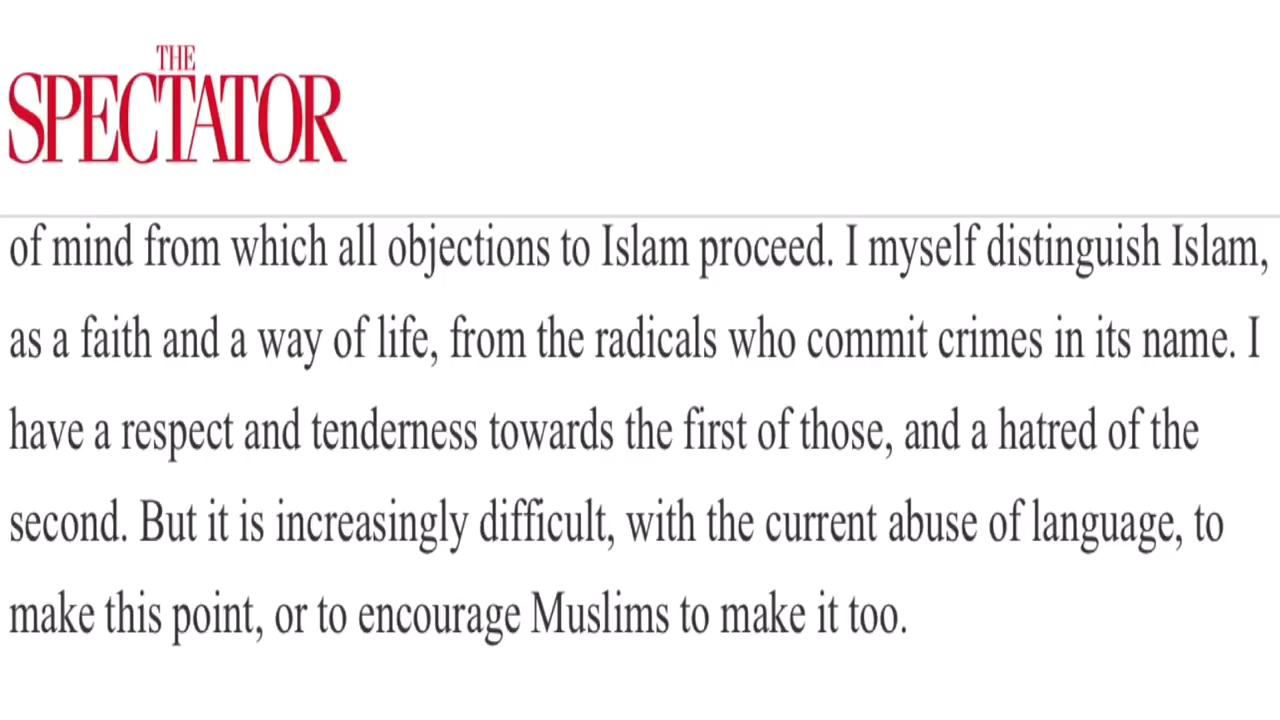 THE
SPECTATOR
of mind from which all objections to Islam proceed. I myself distinguish Islam,
as a faith and a way of life, from the radicals who commit crimes in its name. I
have a respect and tenderness towards the first of those, and a hatred of the
second. But it is increasingly difficult, with the current abuse of language, to
make this point, or to encourage Muslims to make it too.